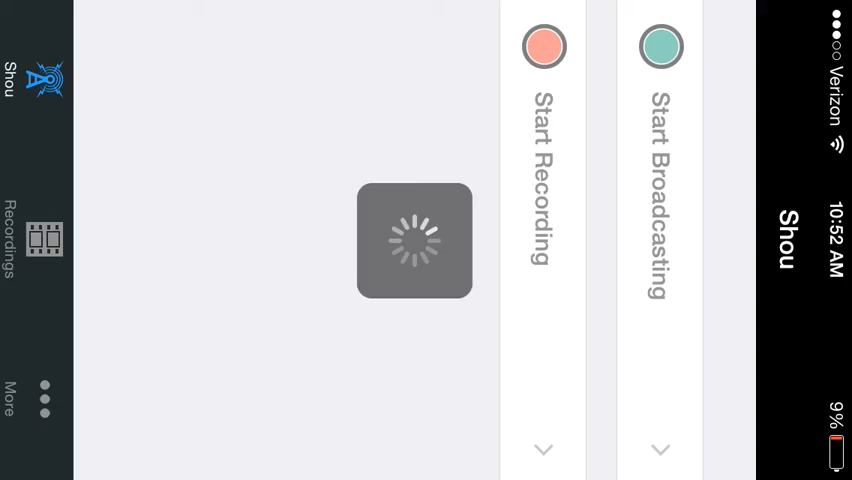 Verizon 10:52 AM 9%
Shou
Start Broadcasting
Start Recording
Shou Recordings More